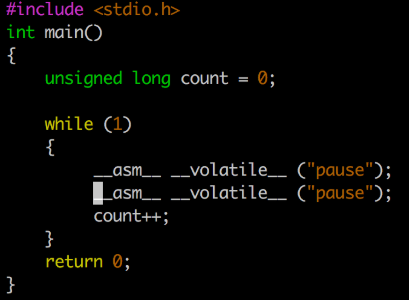 #include <stdio.h>
int main()
{
    unsigned long count = 0;

    while (1)
    {
        __asm__ __volatile__ ("pause");
        __asm__ __volatile__ ("pause");
        count++;
    }
    return 0;
}